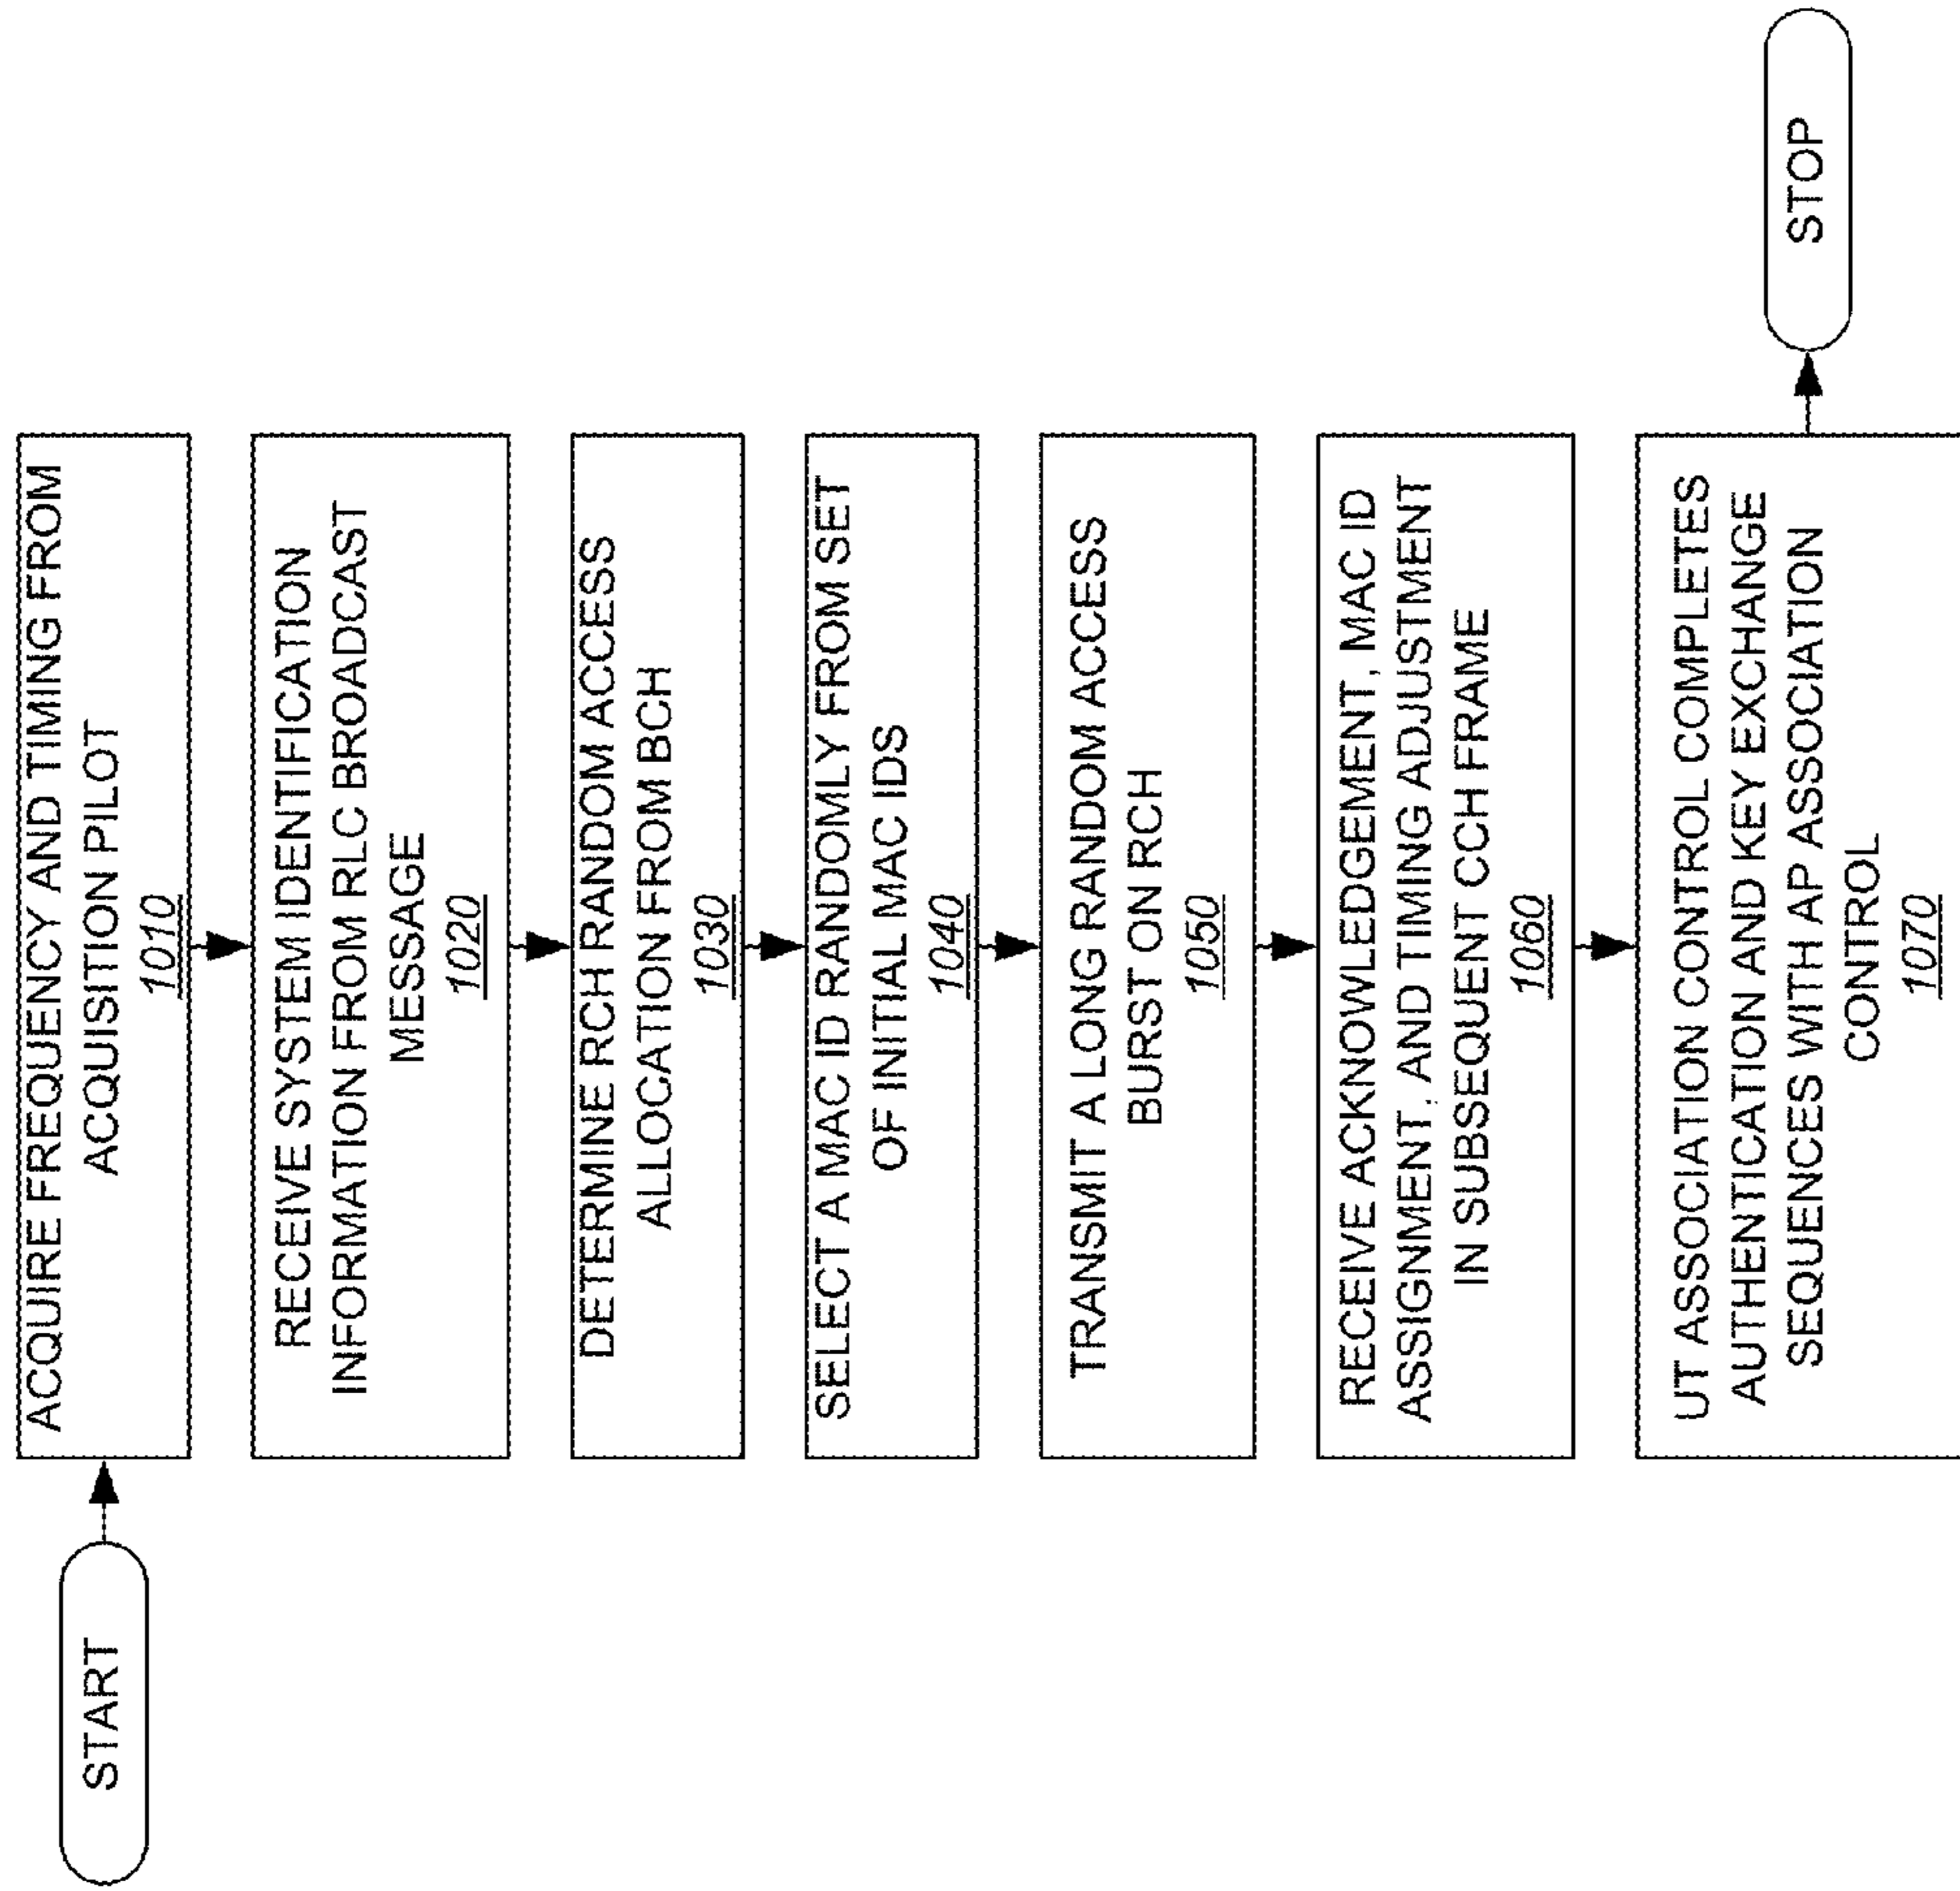 START
ACQUIRE FREQUENCY AND TIMING FROM
ACQUISITION PILOT
1010
RECEIVE SYSTEM IDENTIFICATION
INFORMATION FROM RLC BROADCAST
MESSAGE
1020
DETERMINE RCH RANDOM ACCESS
ALLOCATION FROM BCH
1030
SELECT A MAC ID RANDOMLY FROM SET
OF INITIAL MAC IDS
1040
TRANSMIT A LONG RANDOM ACCESS
BURST ON RCH
1050
RECEIVE ACKNOWLEDGEMENT, MAC ID
ASSIGNMENT, AND TIMING ADJUSTMENT
IN SUBSEQUENT CCH FRAME
1060
UT ASSOCIATION CONTROL COMPLETES
AUTHENTICATION AND KEY EXCHANGE
SEQUENCES WITH AP ASSOCIATION
CONTROL
1070
STOP